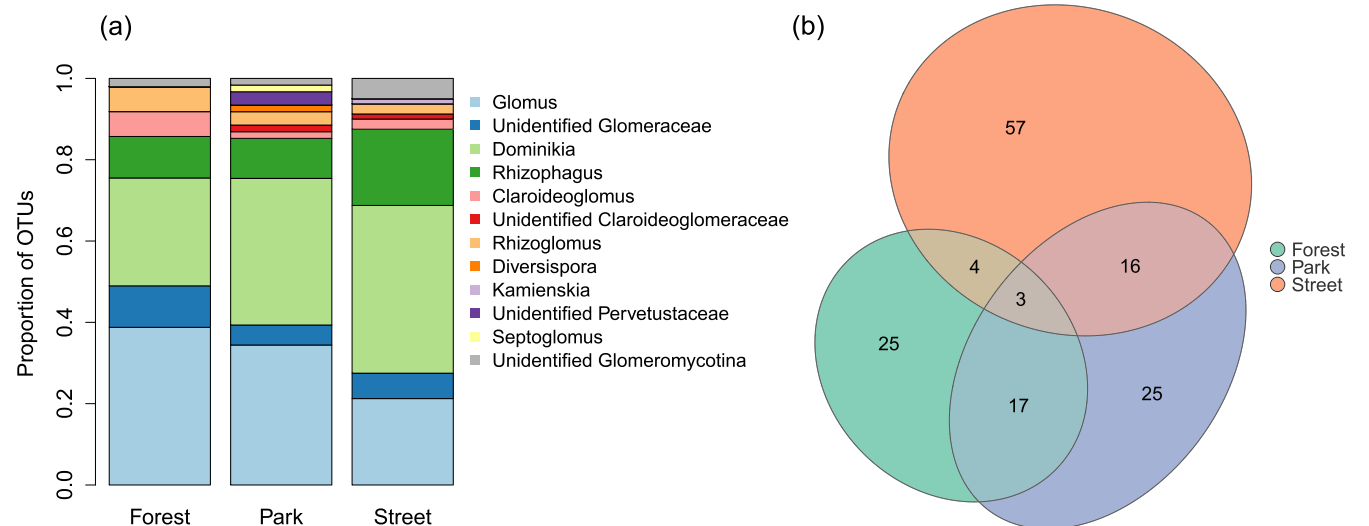 (a)
Proportion of OTUs
1.0
0.8
0.6
0.4
0.2
0.0
Forest
Park
Street
Glomus
Unidentified Glomeraceae
Dominikia
Rhizophagus
Claroideoglomus
Unidentified Claroideoglomeraceae
Rhizoglomus
Diversispora
Kamienskia
Unidentified Pervetustaceae
Septoglomus
Unidentified Glomeromycotina
(b)
57
4
16
3
25
17
25
Forest
Park
Street